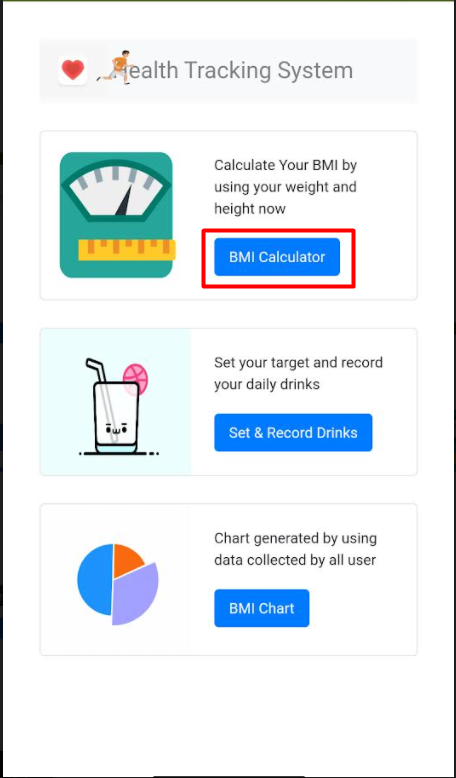 Health Tracking System
Calculate Your BMI by
using your weight and
height now
BMI Calculator
Set your target and record
your daily drinks
Set & Record Drinks
Chart generated by using
data collected by all user
BMI Chart